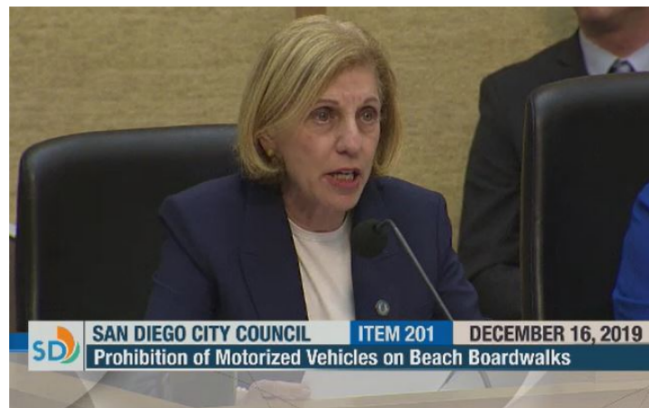 SD
SAN DIEGO CITY COUNCIL ITEM 201 DECEMBER 16, 2019
Prohibition of Motorized Vehicles on Beach Boardwalks